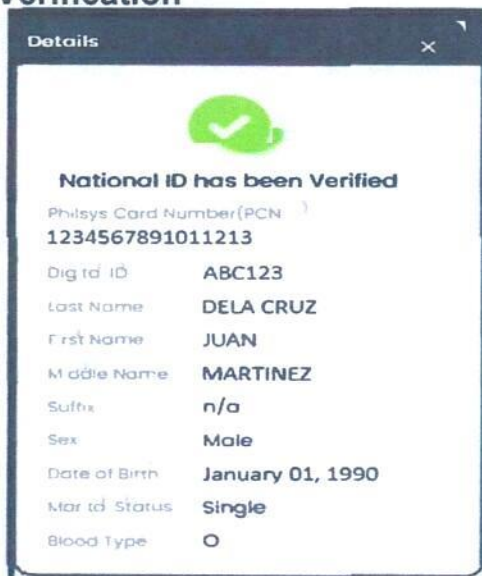 Verification
Details
National ID has been Verified
Philsys Card Number(PCN )
1234567891011213
Digital ID ABC123
Last Name DELA CRUZ
First Name JUAN
Middle Name MARTINEZ
Suffix n/a
Sex Male
Date of Birth January 01, 1990
Marital Status Single
Blood Type O